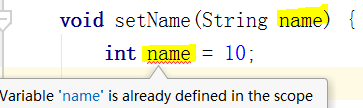 void setName(String name) {
int name = 10;
Variable 'name' is already defined in the scope